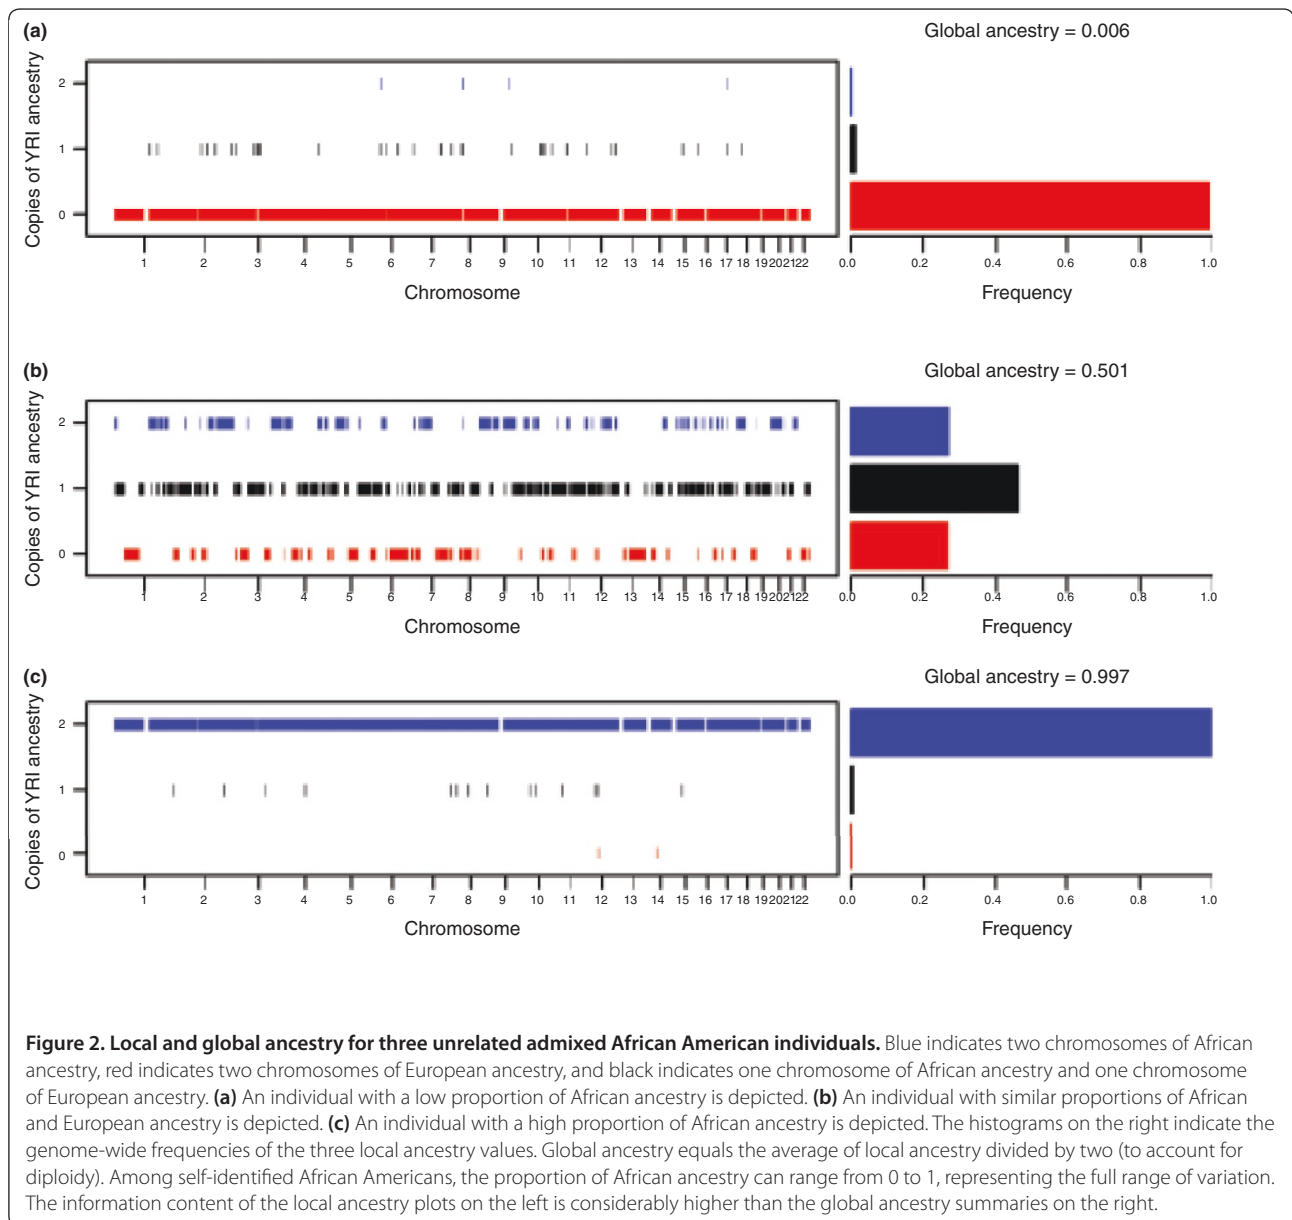 (a)
Global ancestry = 0.006
Copies of YRI ancestry
2
1
0
1 2 3 4 5 6 7 8 9 10 11 12 13 14 15 16 17 18 19 202122
Chromosome
0.0 0.2 0.4 0.6 0.8 1.0
Frequency
(b)
Global ancestry = 0.501
Copies of YRI ancestry
2
1
0
1 2 3 4 5 6 7 8 9 10 11 12 13 14 15 16 17 18 19 202122
Chromosome
0.0 0.2 0.4 0.6 0.8 1.0
Frequency
(c)
Global ancestry = 0.997
Copies of YRI ancestry
2
1
0
1 2 3 4 5 6 7 8 9 10 11 12 13 14 15 16 17 18 19 202122
Chromosome
0.0 0.2 0.4 0.6 0.8 1.0
Frequency
Figure 2. Local and global ancestry for three unrelated admixed African American individuals. Blue indicates two chromosomes of African
ancestry, red indicates two chromosomes of European ancestry, and black indicates one chromosome of African ancestry and one chromosome
of European ancestry. (a) An individual with a low proportion of African ancestry is depicted. (b) An individual with similar proportions of African
and European ancestry is depicted. (c) An individual with a high proportion of African ancestry is depicted. The histograms on the right indicate the
genome-wide frequencies of the three local ancestry values. Global ancestry equals the average of local ancestry divided by two (to account for
diploidy). Among self-identified African Americans, the proportion of African ancestry can range from 0 to 1, representing the full range of variation.
The information content of the local ancestry plots on the left is considerably higher than the global ancestry summaries on the right.